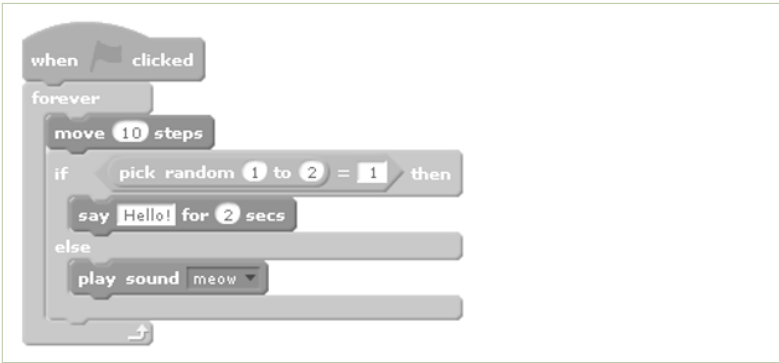 when clicked
forever
move 10 steps
if pick random 1 to 2 = 1 then
say Hello! for 2 secs
else
play sound meow